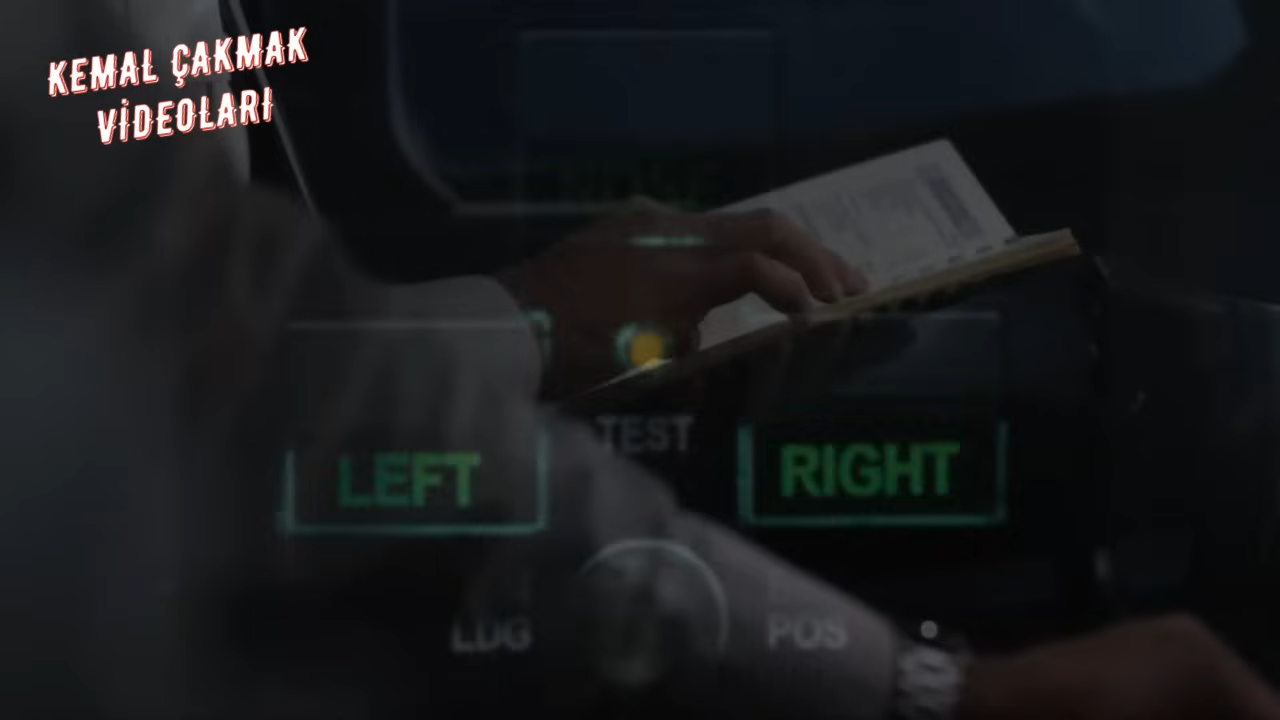 KEMAL ÇAKMAK
VİDEOLARI
TEST
LEFT
RIGHT
LDG
POS